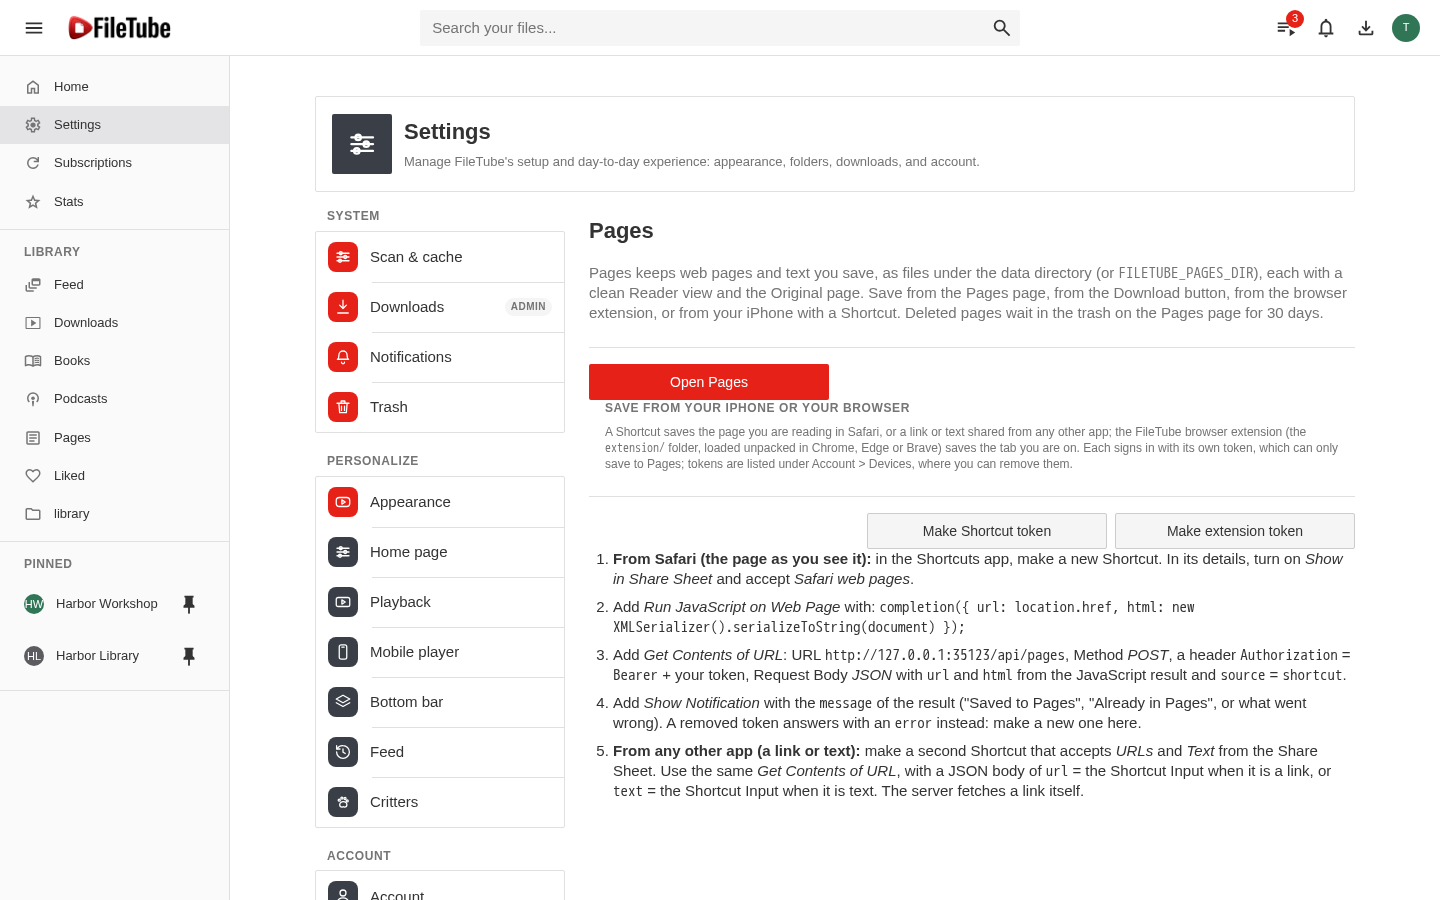 FileTube
Search your files...
3
T
Home
Settings
Subscriptions
Stats
LIBRARY
Feed
Downloads
Books
Podcasts
Pages
Liked
library
PINNED
HW Harbor Workshop
HL Harbor Library
Settings
Manage FileTube's setup and day-to-day experience: appearance, folders, downloads, and account.
SYSTEM
Scan & cache
Downloads ADMIN
Notifications
Trash
PERSONALIZE
Appearance
Home page
Playback
Mobile player
Bottom bar
Feed
Critters
ACCOUNT
Account
Pages
Pages keeps web pages and text you save, as files under the data directory (or FILETUBE_PAGES_DIR), each with a
clean Reader view and the Original page. Save from the Pages page, from the Download button, from the browser
extension, or from your iPhone with a Shortcut. Deleted pages wait in the trash on the Pages page for 30 days.
Open Pages
SAVE FROM YOUR IPHONE OR YOUR BROWSER
A Shortcut saves the page you are reading in Safari, or a link or text shared from any other app; the FileTube browser extension (the
extension/ folder, loaded unpacked in Chrome, Edge or Brave) saves the tab you are on. Each signs in with its own token, which can only
save to Pages; tokens are listed under Account > Devices, where you can remove them.
Make Shortcut token
Make extension token
1. From Safari (the page as you see it): in the Shortcuts app, make a new Shortcut. In its details, turn on Show
in Share Sheet and accept Safari web pages.
2. Add Run JavaScript on Web Page with: completion({ url: location.href, html: new
XMLSerializer().serializeToString(document) });
3. Add Get Contents of URL: URL http://127.0.0.1:35123/api/pages, Method POST, a header Authorization =
Bearer + your token, Request Body JSON with url and html from the JavaScript result and source = shortcut.
4. Add Show Notification with the message of the result ("Saved to Pages", "Already in Pages", or what went
wrong). A removed token answers with an error instead: make a new one here.
5. From any other app (a link or text): make a second Shortcut that accepts URLs and Text from the Share
Sheet. Use the same Get Contents of URL, with a JSON body of url = the Shortcut Input when it is a link, or
text = the Shortcut Input when it is text. The server fetches a link itself.